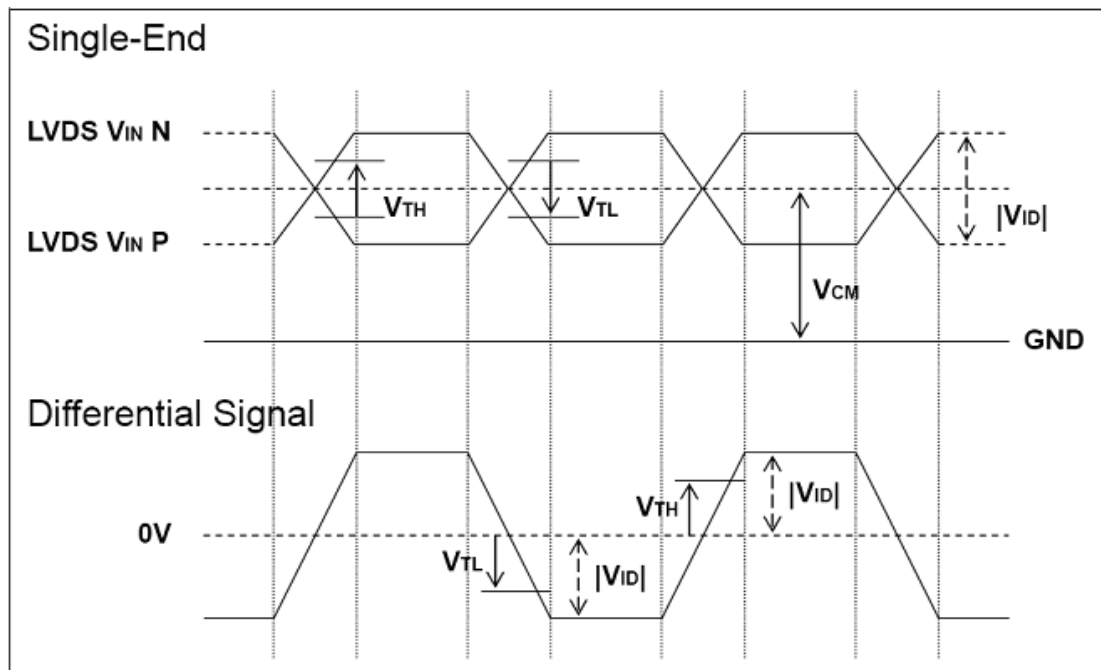 Single-End
LVDS VIN N
VTH
VTL
|VID|
LVDS VIN P
VCM
GND
Differential Signal
VTH
|VID|
0V
VTL
|VID|